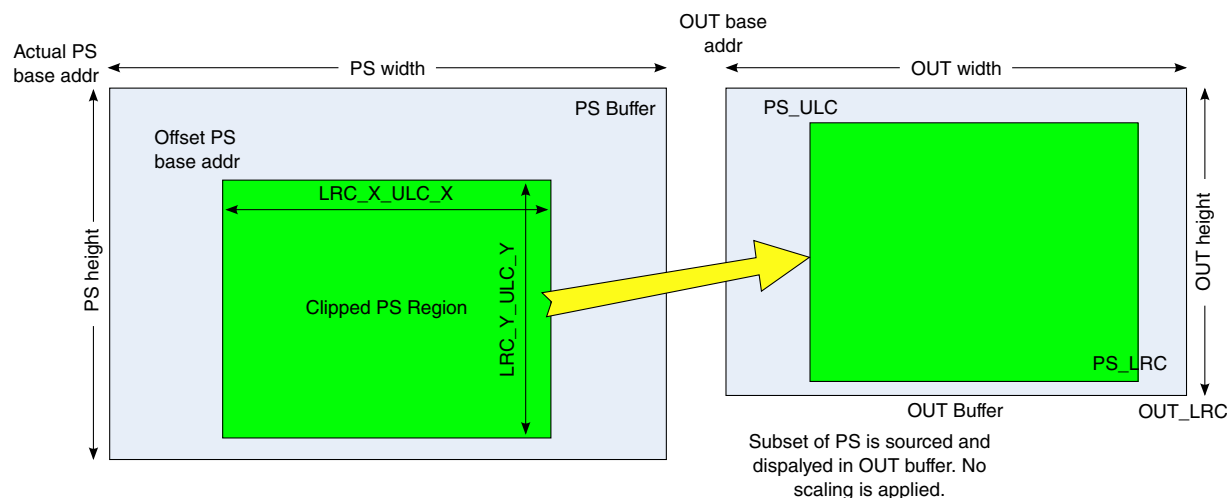 Actual PS
base addr
PS width
PS Buffer
PS height
Offset PS
base addr
LRC_X_ULC_X
LRC_Y_ULC_Y
Clipped PS Region
OUT base
addr
OUT width
PS_ULC
OUT height
PS_LRC
OUT Buffer
OUT_LRC
Subset of PS is sourced and
dispalyed in OUT buffer. No
scaling is applied.